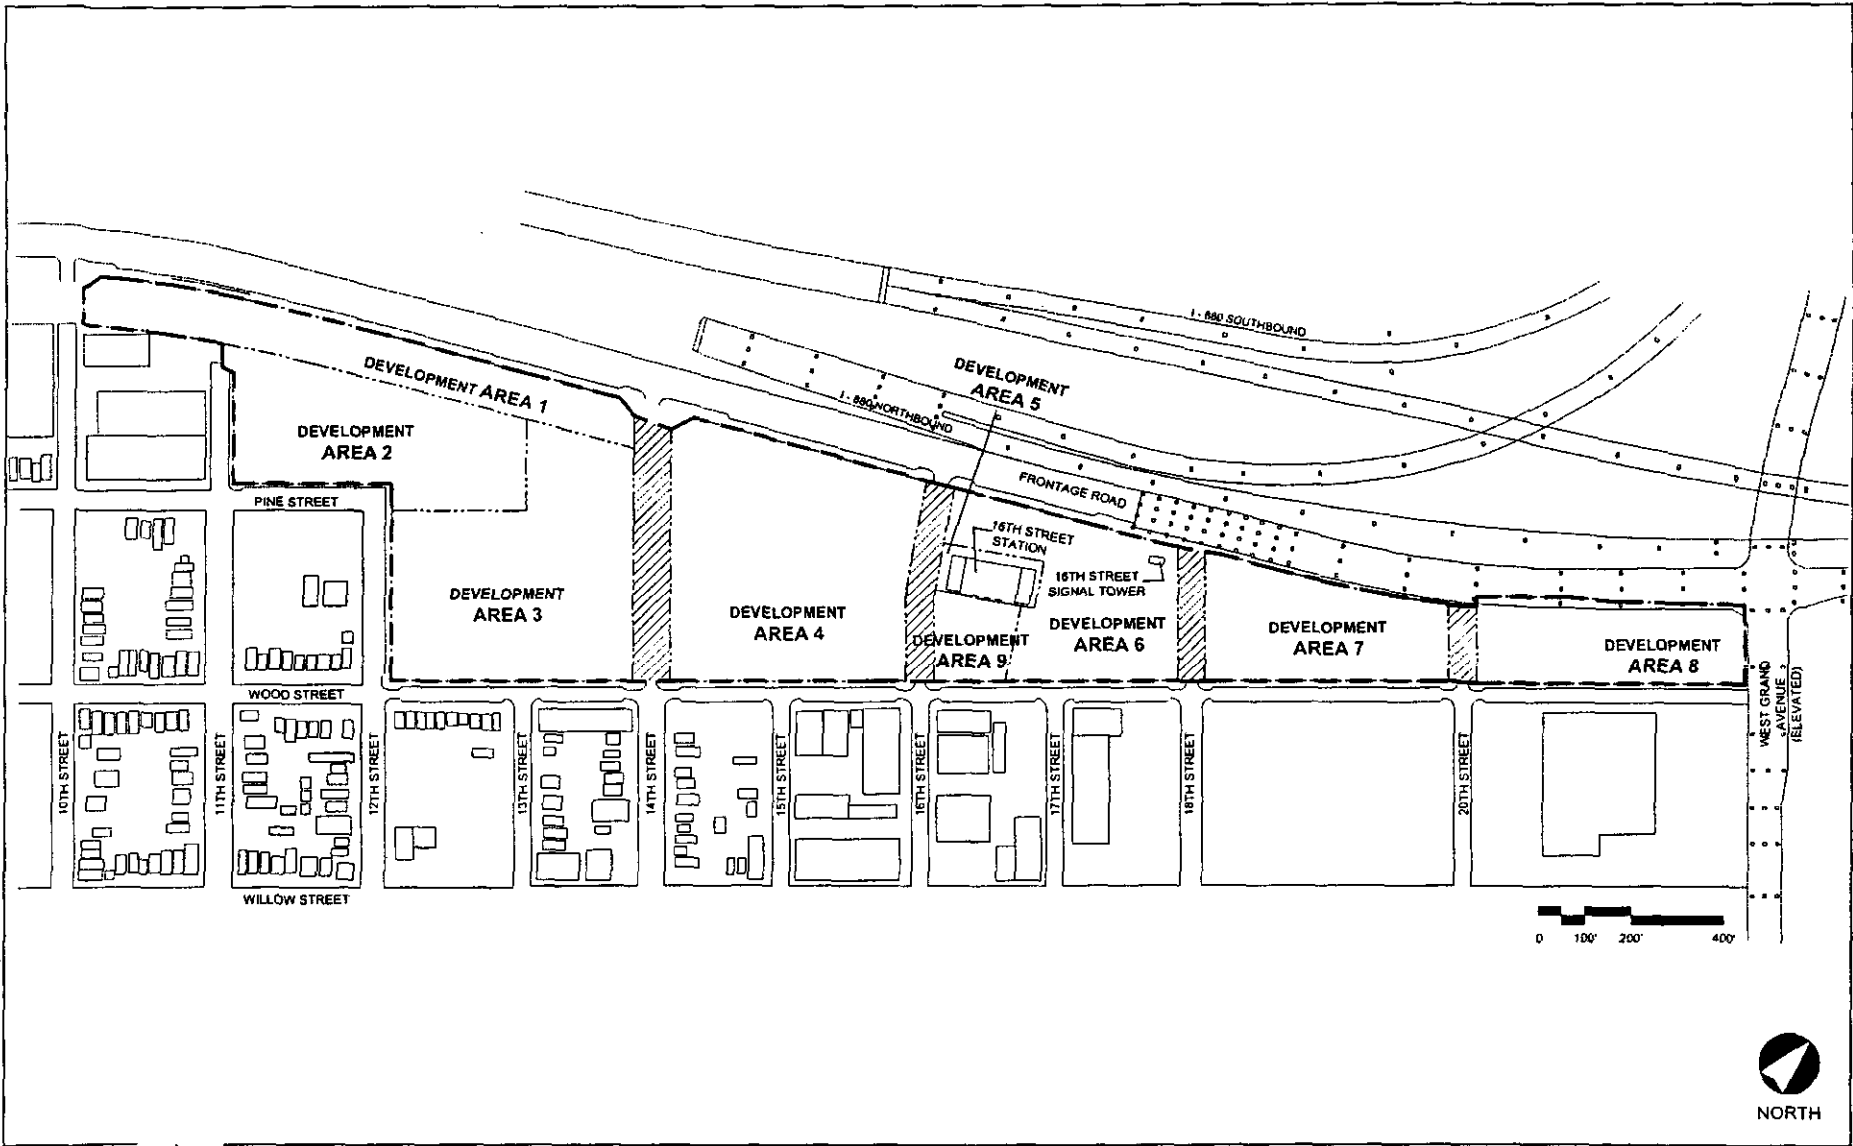 I - 880 SOUTHBOUND
DEVELOPMENT
AREA 5
DEVELOPMENT AREA 1
I - 880 NORTHBOUND
DEVELOPMENT
AREA 2
FRONTAGE ROAD
PINE STREET
16TH STREET
STATION
16TH STREET
SIGNAL TOWER
DEVELOPMENT
AREA 3
DEVELOPMENT
AREA 4
DEVELOPMENT
AREA 9
DEVELOPMENT
AREA 6
DEVELOPMENT
AREA 7
DEVELOPMENT
AREA 8
WOOD STREET
WEST GRAND
AVENUE
(ELEVATED)
10TH STREET
11TH STREET
12TH STREET
13TH STREET
14TH STREET
15TH STREET
16TH STREET
17TH STREET
18TH STREET
20TH STREET
WILLOW STREET
0 100' 200' 400'
NORTH